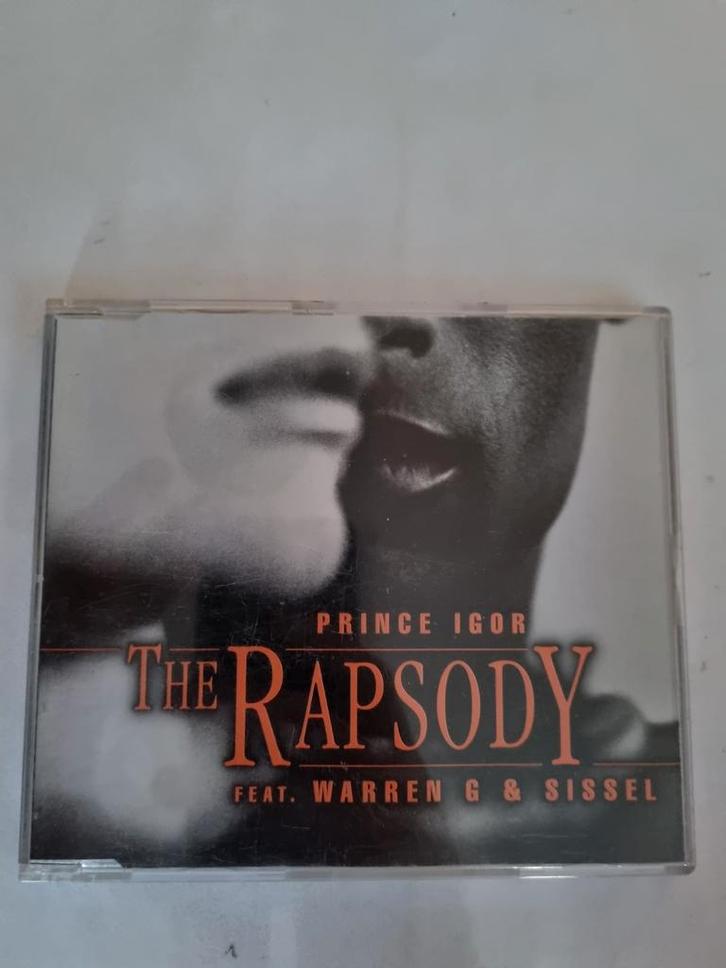 PRINCE IGOR
THE RAPSODY
FEAT. WARREN G & SISSEL